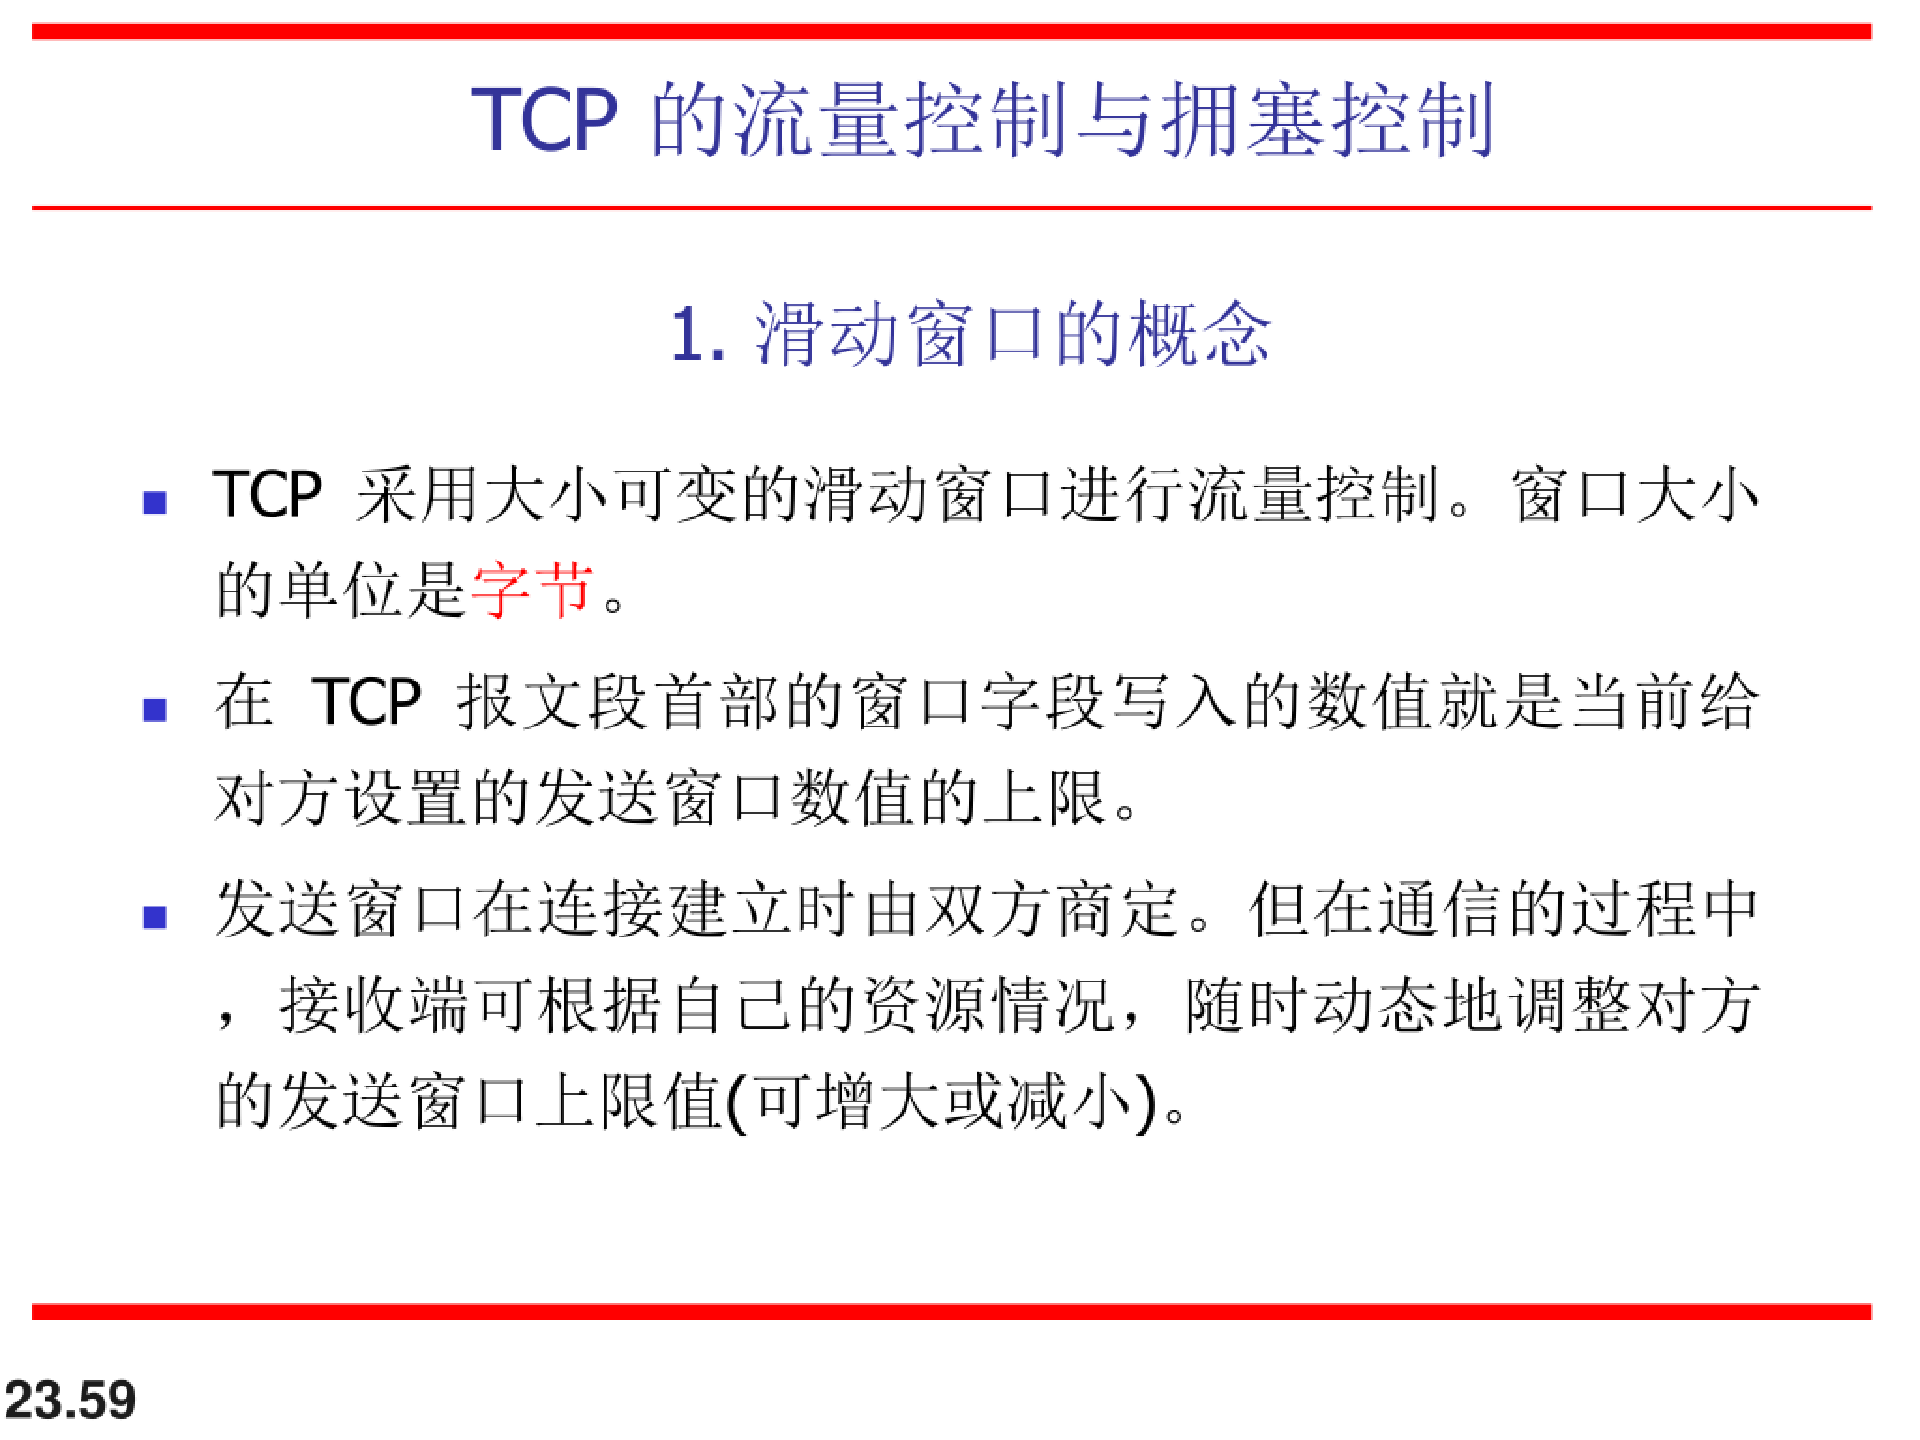 TCP 的流量控制与拥塞控制
1. 滑动窗口的概念
TCP 采用大小可变的滑动窗口进行流量控制。窗口大小
的单位是字节。
在 TCP 报文段首部的窗口字段写入的数值就是当前给
对方设置的发送窗口数值的上限。
发送窗口在连接建立时由双方商定。但在通信的过程中
，接收端可根据自己的资源情况，随时动态地调整对方
的发送窗口上限值(可增大或减小)。
23.59